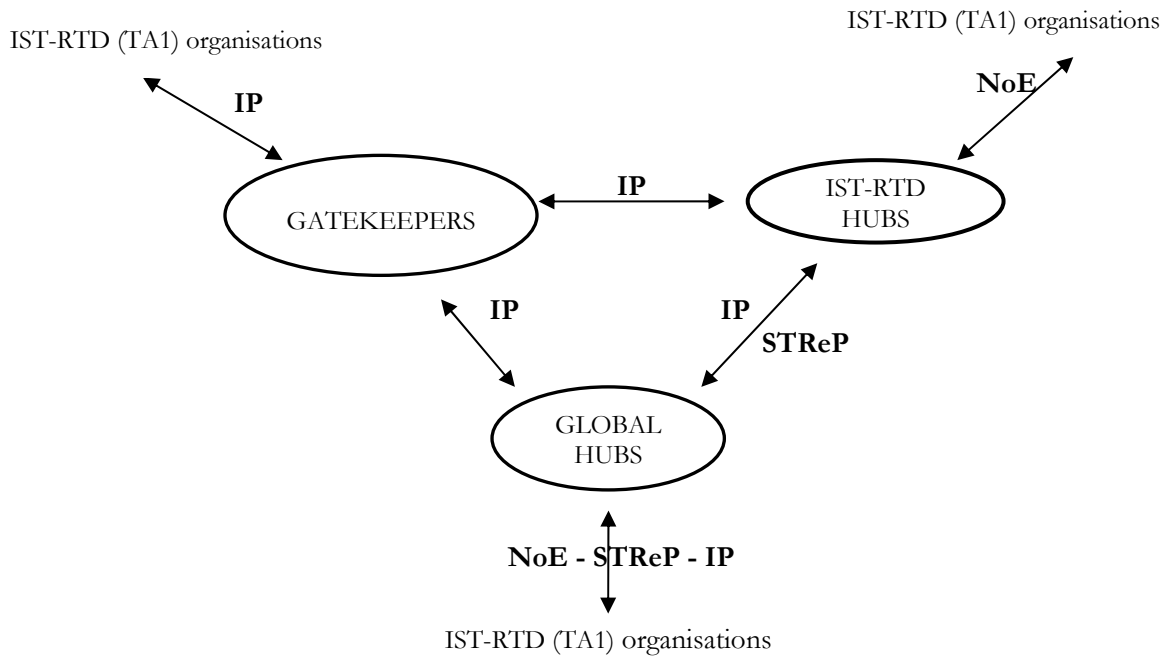 IST-RTD (TA1) organisations
IST-RTD (TA1) organisations
NoE
IP
IP
IST-RTD
HUBS
GATEKEEPERS
IP
IP
STReP
GLOBAL
HUBS
NoE - STReP - IP
IST-RTD (TA1) organisations